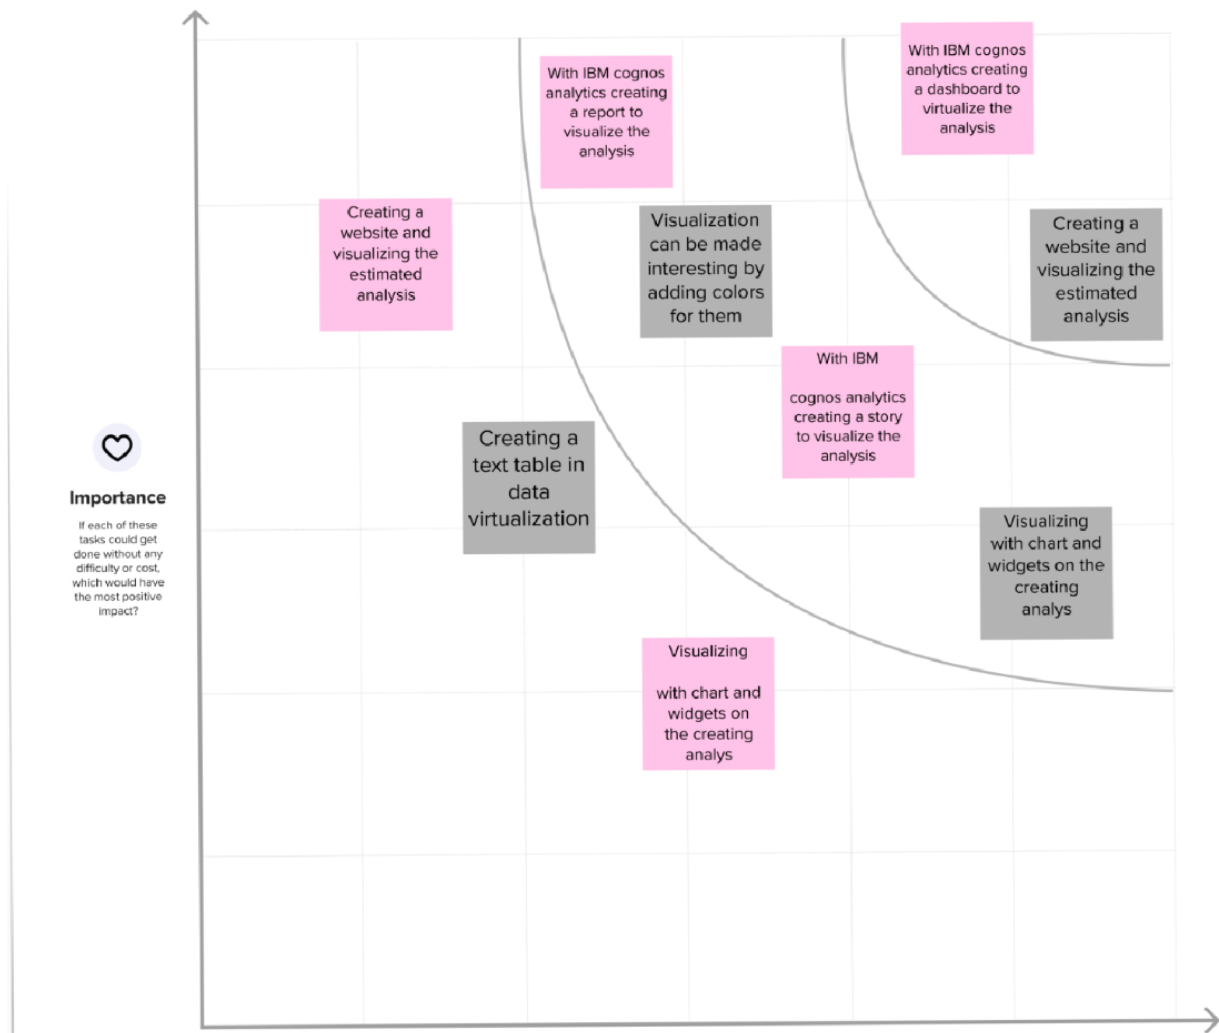 With IBM cognos
analytics creating
a report to
visualize the
analysis
With IBM cognos
analytics creating
a dashboard to
virtualize the
analysis
Creating a
website and
visualizing the
estimated
analysis
Visualization
can be made
interesting by
adding colors
for them
Creating a
website and
visualizing the
estimated
analysis
With IBM
cognos analytics
creating a story
to visualize the
analysis
Creating a
text table in
data
virtualization
Importance
If each of these
tasks could get
done without any
difficulty or cost,
which would have
the most positive
impact?
Visualizing
with chart and
widgets on the
creating
analys
Visualizing
with chart and
widgets on
the creating
analys